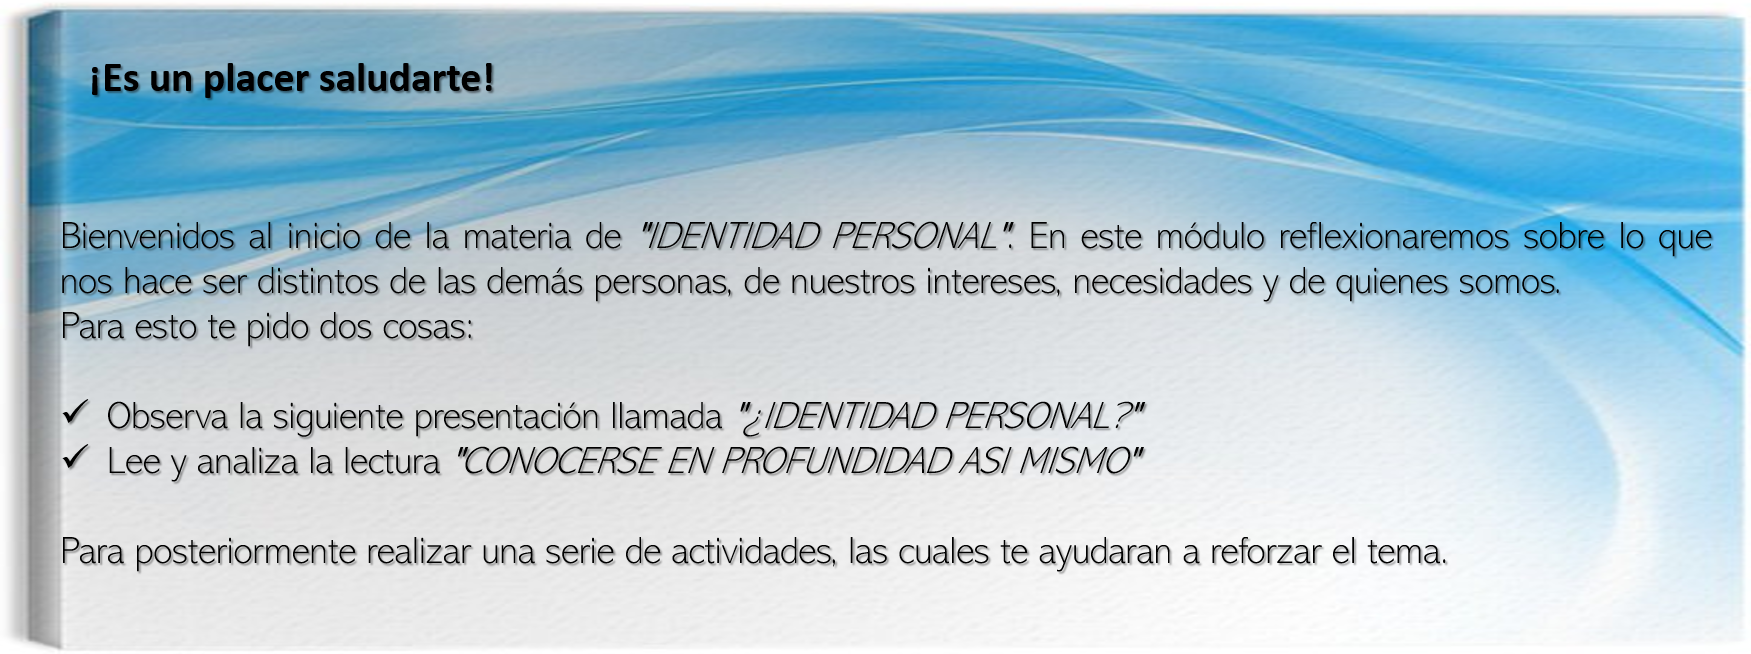 ¡Es un placer saludarte!
Bienvenidos al inicio de la materia de "IDENTIDAD PERSONAL". En este módulo reflexionaremos sobre lo que
nos hace ser distintos de las demás personas, de nuestros intereses, necesidades y de quienes somos.
Para esto te pido dos cosas:
✓ Observa la siguiente presentación llamada "¿IDENTIDAD PERSONAL?"
✓ Lee y analiza la lectura "CONOCERSE EN PROFUNDIDAD ASI MISMO"
Para posteriormente realizar una serie de actividades, las cuales te ayudaran a reforzar el tema.